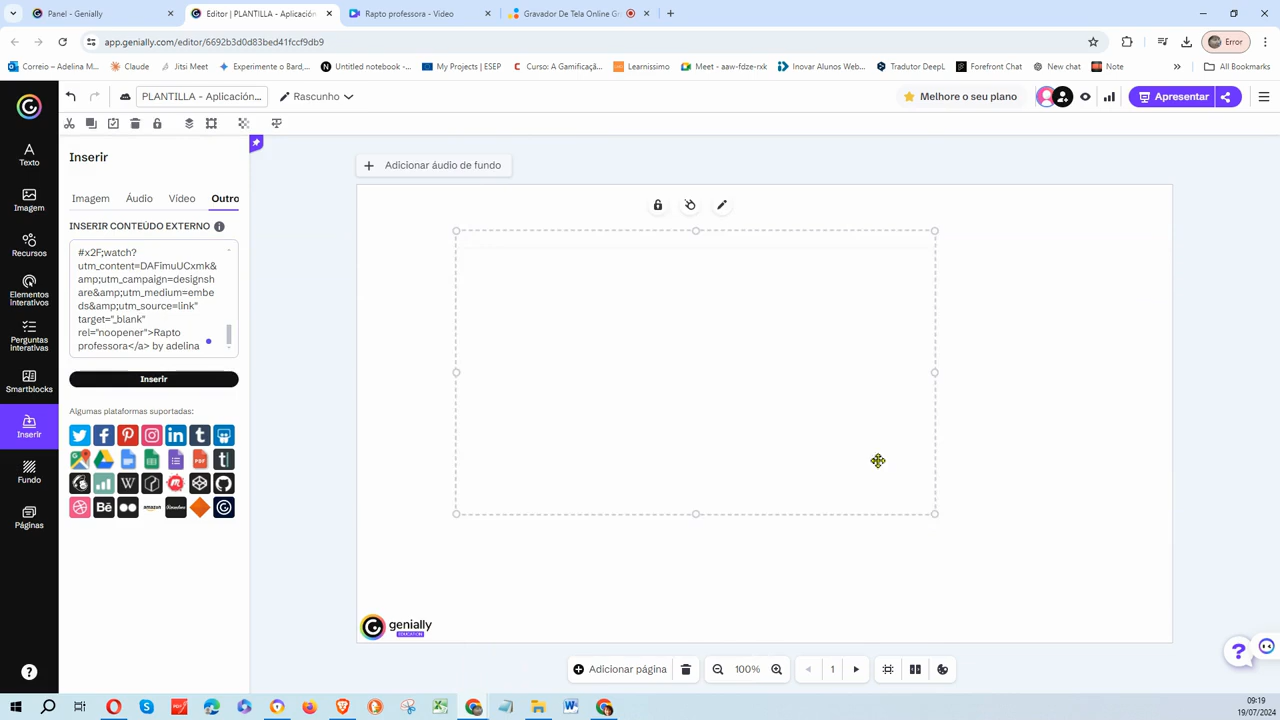 Panel - Genially
Editor | PLANTILLA - Aplicación
Rapto professora - Video
Gravador De Tela Online Gr
app.genially.com/editor/6692b3d0d83bed41fccf9db9
Error
Correio – Adelina M...
Claude
Jitsi Meet
Experimente o Bard,...
Untitled notebook -...
My Projects | ESEP
Curso: A Gamificaçã...
Learnissimo
Meet - aaw-fdze-rsk
Inovar Alunos Web...
Tradutor DeepL
Forefront Chat
New chat
Note
All Bookmarks
PLANTILLA - Aplicación...
Rascunho
Melhore o seu plano
Apresentar
Texto
Imagem
Recursos
Elementos Interativos
Perguntas Interativas
Smartblocks
Inserir
Fundo
Páginas
Inserir
Imagem Áudio Vídeo Outro
INSERIR CONTEÚDO EXTERNO
#x2F;watch?
utm_content=DAFimuUCxmk&
amp;utm_campaign=designsh
are&amp;utm_medium=embe
ds&amp;utm_source=link"
target="_blank"
rel="noopener">Rapto
professora</a> by adelina
Inserir
Algumas plataformas suportadas:
Adicionar áudio de fundo
genially
EDUCATION
Adicionar página
100%
1
09:19
19/07/2024